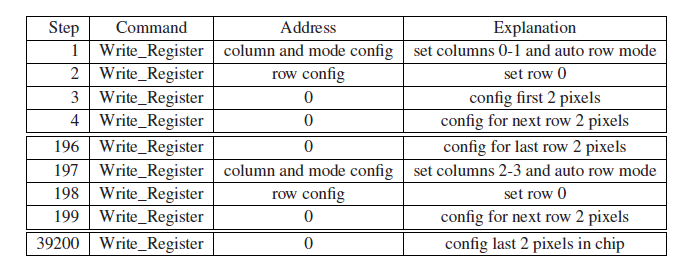 Step Command Address Explanation
1 Write_Register column and mode config set columns 0-1 and auto row mode
2 Write_Register row config set row 0
3 Write_Register 0 config first 2 pixels
4 Write_Register 0 config for next row 2 pixels
196 Write_Register 0 config for last row 2 pixels
197 Write_Register column and mode config set columns 2-3 and auto row mode
198 Write_Register row config set row 0
199 Write_Register 0 config for next row 2 pixels
39200 Write_Register 0 config last 2 pixels in chip